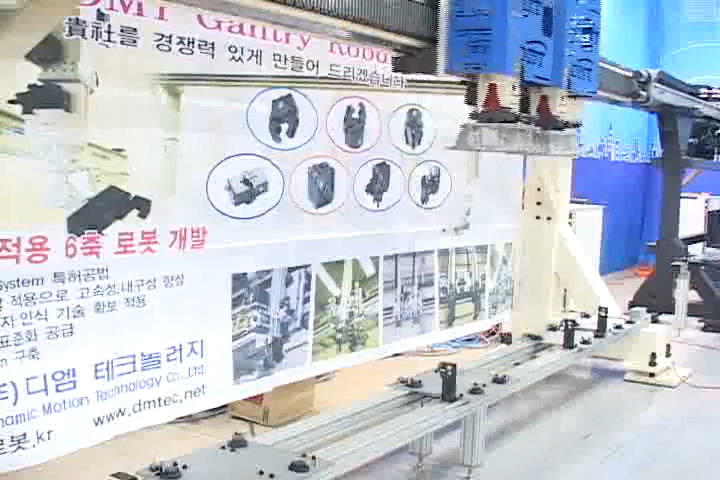 DMT Gantry Robo
貴社를 경쟁력 있게 만들어 드리겠습니다
적용 6축 로봇 개발
system 특허공법
적용으로 고속성,내구성 향상
자·인식 기술 확보 적용
표준화 공급
구축
디엠 테크놀러지
namic Motion Technology Co.,Ltd
www.dmtec.net
로봇.kr